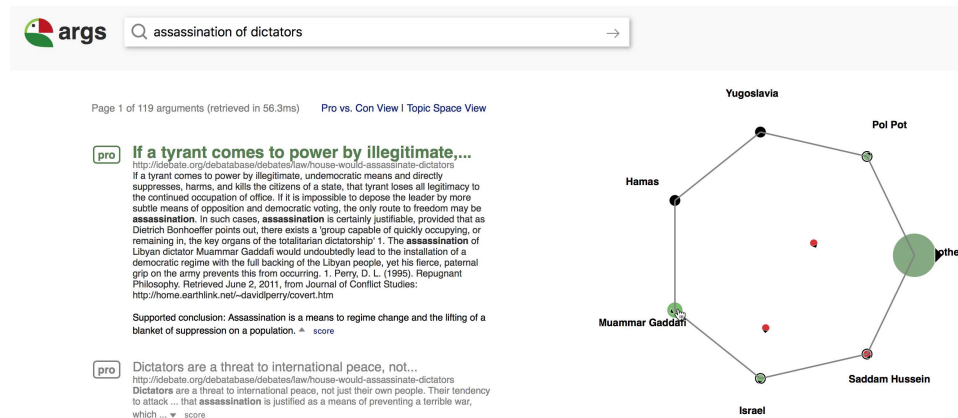 args
assassination of dictators
Page 1 of 119 arguments (retrieved in 56.3ms)
Pro vs. Con View | Topic Space View
pro
If a tyrant comes to power by illegitimate,...
http://idebate.org/debatabase/debates/law/house-would-assassinate-dictators
If a tyrant comes to power by illegitimate, undemocratic means and directly
suppresses, harms, and kills the citizens of a state, that tyrant loses all legitimacy to
the continued occupation of office. If it is impossible to depose the leader by more
subtle means of opposition and democratic voting, the only route to freedom may be
assassination. In such cases, assassination is certainly justifiable, provided that as
Dietrich Bonhoeffer points out, there exists a 'group capable of quickly occupying, or
remaining in, the key organs of the totalitarian dictatorship' 1. The assassination of
Libyan dictator Muammar Gaddafi would undoubtedly lead to the installation of a
democratic regime with the full backing of the Libyan people, yet his fierce, paternal
grip on the army prevents this from occurring. 1. Perry, D. L. (1995). Repugnant
Philosophy. Retrieved June 2, 2011, from Journal of Conflict Studies:
http://home.earthlink.net/~davidlperry/covert.htm
Supported conclusion: Assassination is a means to regime change and the lifting of a
blanket of suppression on a population. score
pro
Dictators are a threat to international peace, not...
http://idebate.org/debatabase/debates/law/house-would-assassinate-dictators
Dictators are a threat to international peace, not just their own people. Their tendency
to attack ... that assassination is justified as a means of preventing a terrible war,
which ... score
Yugoslavia
Pol Pot
Hamas
othe
Muammar Gaddafi
Saddam Hussein
Israel